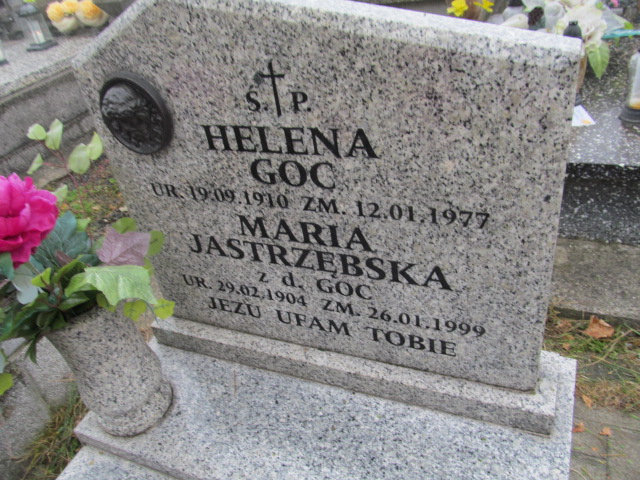 Ś. P.
HELENA
GOC
UR. 19.09.1910 ZM. 12.01.1977
MARIA
JASTRZĘBSKA
z d. GOC
UR. 29.02.1904 ZM. 26.01.1999
JEZU UFAM TOBIE